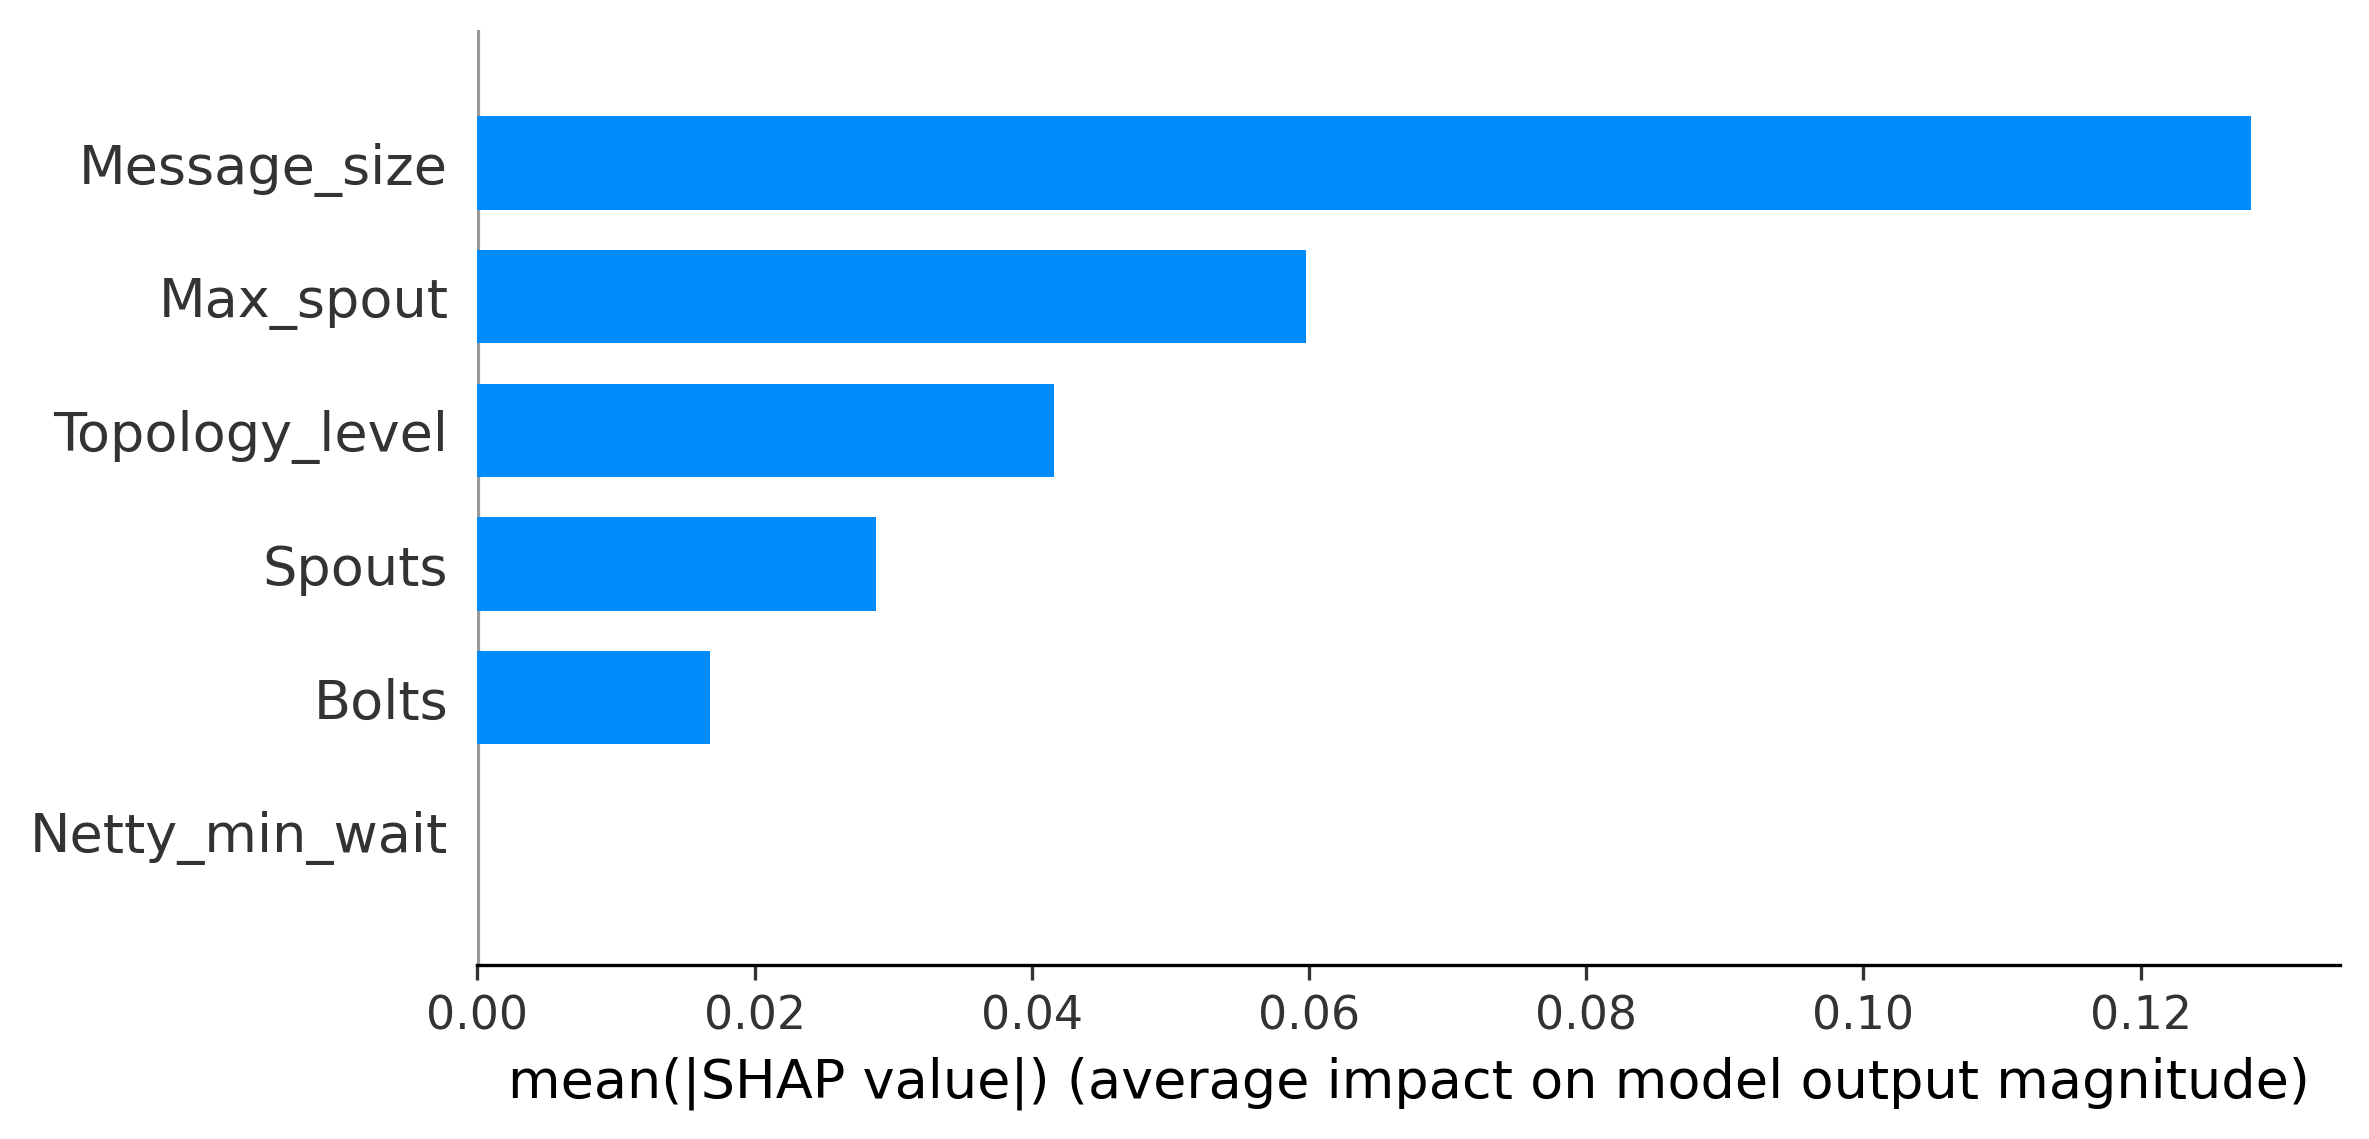 Message_size
Max_spout
Topology_level
Spouts
Bolts
Netty_min_wait
0.00 0.02 0.04 0.06 0.08 0.10 0.12
mean(|SHAP value|) (average impact on model output magnitude)